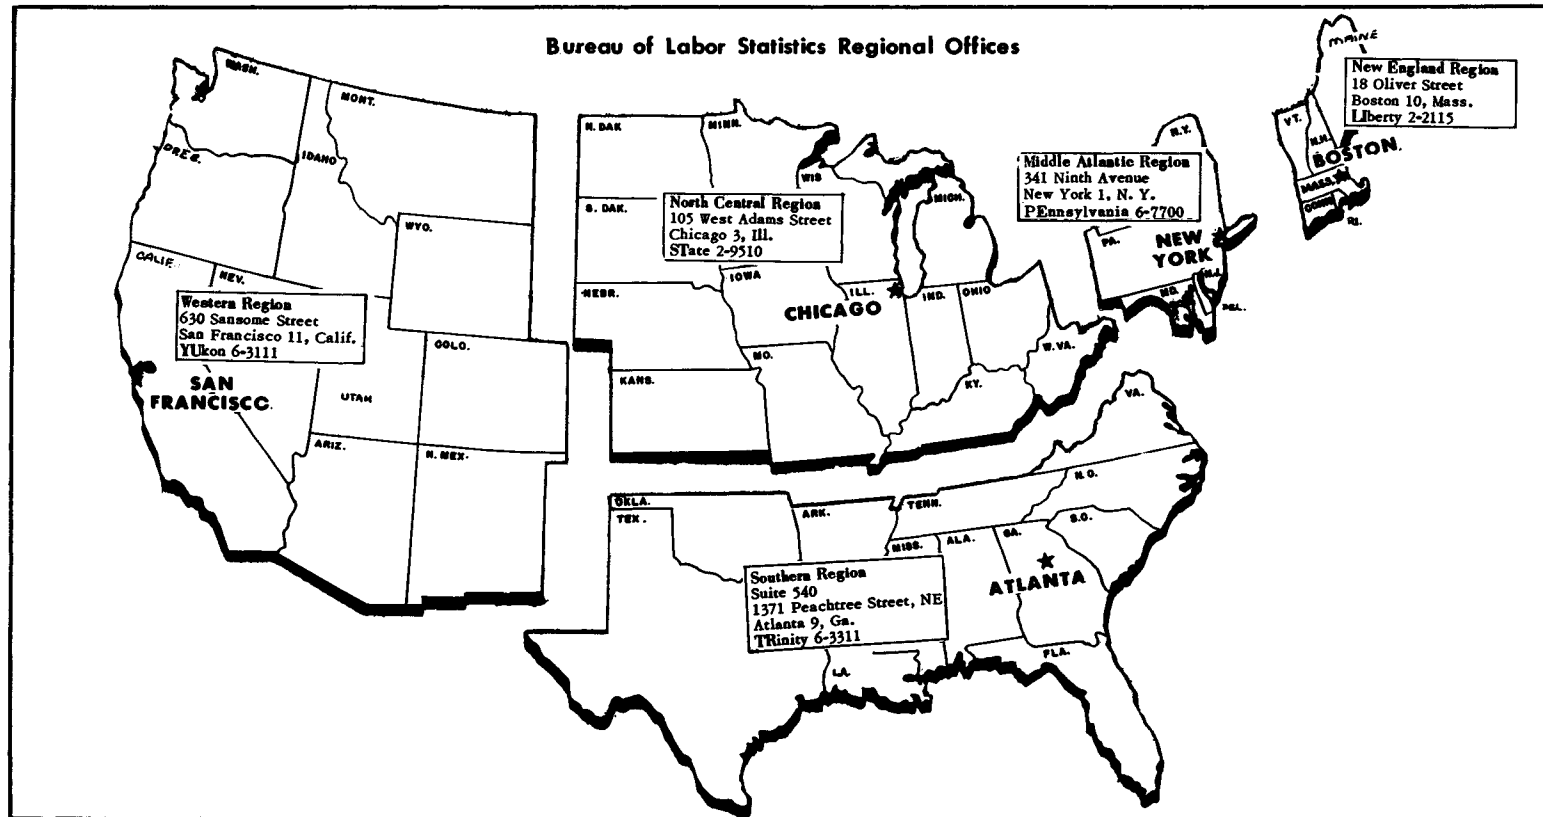 Bureau of Labor Statistics Regional Offices
MAINE
New England Region
18 Oliver Street
Boston 10, Mass.
LIberty 2-2115
VT.
N.H.
BOSTON
MASS.
CONN.
R.I.
N.Y.
Middle Atlantic Region
341 Ninth Avenue
New York 1, N. Y.
PEnnsylvania 6-7700
PA.
NEW
YORK
N.J.
MD.
DEL.
WASH.
MONT.
OREG.
IDAHO
WYO.
CALIF.
NEV.
Western Region
630 Sansome Street
San Francisco 11, Calif.
YUkon 6-3111
SAN
FRANCISCO
UTAH
COLO.
ARIZ.
N. MEX.
N. DAK
MINN.
WIS
MICH.
S. DAK.
North Central Region
105 West Adams Street
Chicago 3, Ill.
STate 2-9510
IOWA
NEBR.
ILL.
IND.
OHIO
CHICAGO
MO.
KANS.
KY.
W. VA.
VA.
OKLA.
TEX.
ARK.
TENN.
N. C.
S.C.
MISS.
ALA.
GA.
ATLANTA
Southern Region
Suite 540
1371 Peachtree Street, NE
Atlanta 9, Ga.
TRinity 6-3311
LA.
FLA.